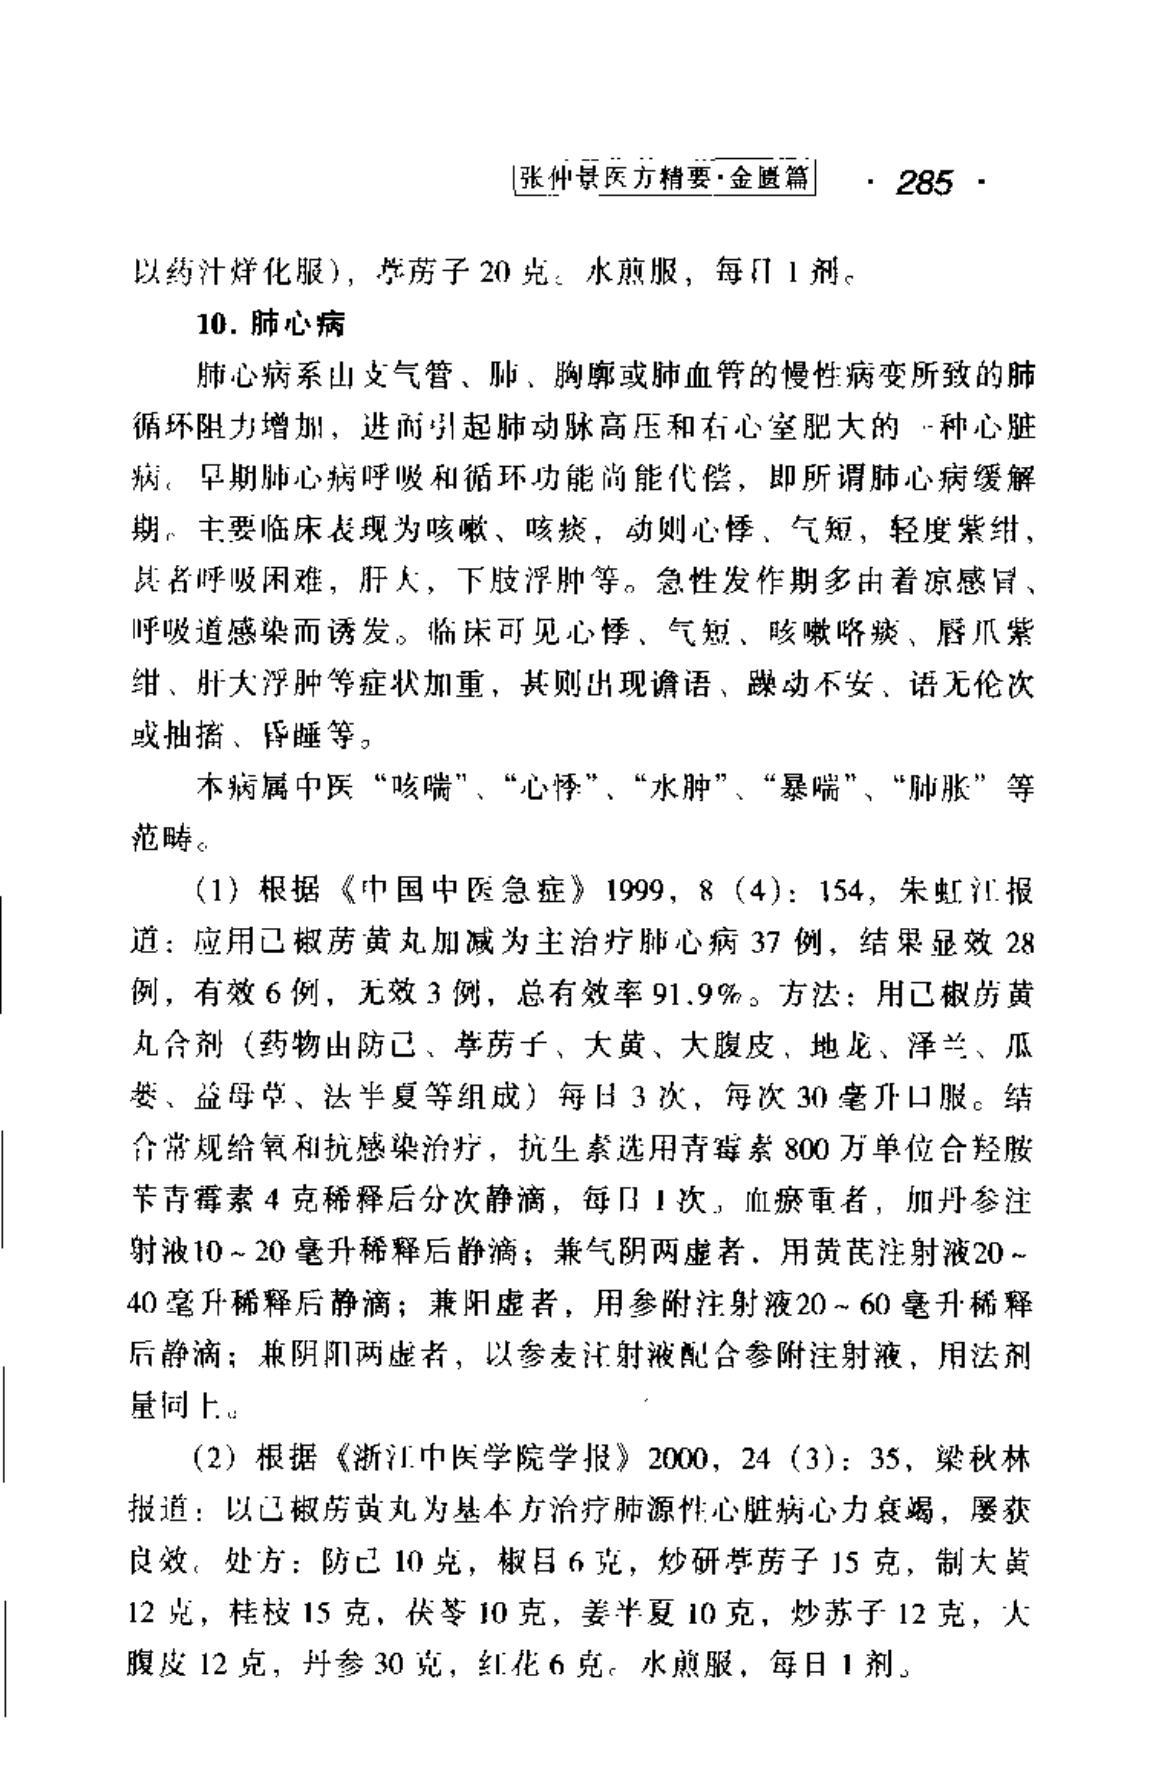 张仲景医方精要·金匮篇 · 285 ·
以药汁烊化服)，葶苈子 20 克。水煎服，每日 1 剂。
10. 肺心病
肺心病系由支气管、肺、胸廓或肺血管的慢性病变所致的肺
循环阻力增加，进而引起肺动脉高压和右心室肥大的一种心脏
病。早期肺心病呼吸和循环功能尚能代偿，即所谓肺心病缓解
期。主要临床表现为咳嗽、咳痰，动则心悸、气短，轻度紫绀，
甚者呼吸困难，肝大，下肢浮肿等。急性发作期多由着凉感冒、
呼吸道感染而诱发。临床可见心悸、气短、咳嗽咯痰、唇爪紫
绀、肝大浮肿等症状加重，甚则出现谵语、躁动不安、语无伦次
或抽搐、昏睡等。
本病属中医“咳喘”、“心悸”、“水肿”、“暴喘”、“肺胀”等
范畴。
(1) 根据《中国中医急症》1999，8 (4)：154，朱虹江报
道：应用己椒苈黄丸加减为主治疗肺心病 37 例，结果显效 28
例，有效 6 例，无效 3 例，总有效率 91.9%。方法：用己椒苈黄
丸合剂（药物由防己、葶苈子、大黄、大腹皮、地龙、泽兰、瓜
蒌、益母草、法半夏等组成）每日 3 次，每次 30 毫升口服。结
合常规给氧和抗感染治疗，抗生素选用青霉素 800 万单位合羟胺
苄青霉素 4 克稀释后分次静滴，每日 1 次。血瘀重者，加丹参注
射液10～20 毫升稀释后静滴；兼气阴两虚者，用黄芪注射液20～
40 毫升稀释后静滴；兼阳虚者，用参附注射液20～60 毫升稀释
后静滴；兼阴阳两虚者，以参麦注射液配合参附注射液，用法剂
量同上。
(2) 根据《浙江中医学院学报》2000，24 (3)：35，梁秋林
报道：以己椒苈黄丸为基本方治疗肺源性心脏病心力衰竭，屡获
良效。处方：防己 10 克，椒目 6 克，炒研葶苈子 15 克，制大黄
12 克，桂枝 15 克，茯苓 10 克，姜半夏 10 克，炒苏子 12 克，大
腹皮 12 克，丹参 30 克，红花 6 克。水煎服，每日 1 剂。